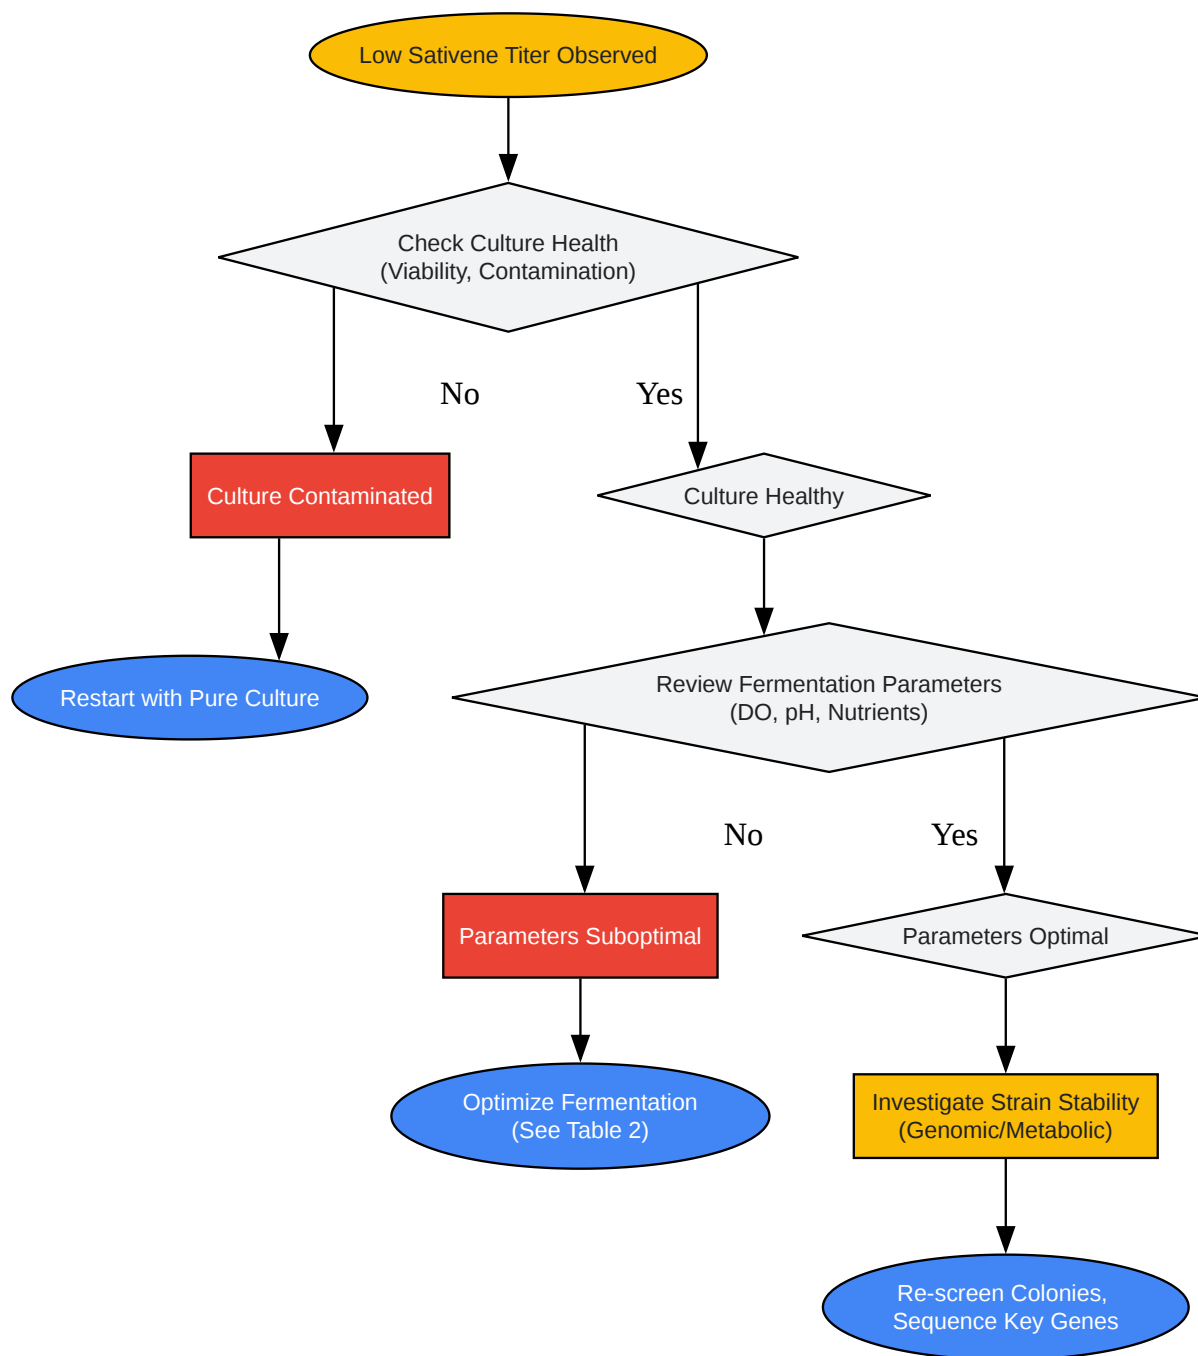 Low Sativene Titer Observed
Check Culture Health
(Viability, Contamination)
No
Yes
Culture Contaminated
Culture Healthy
Restart with Pure Culture
Review Fermentation Parameters
(DO, pH, Nutrients)
No
Yes
Parameters Suboptimal
Parameters Optimal
Optimize Fermentation
(See Table 2)
Investigate Strain Stability
(Genomic/Metabolic)
Re-screen Colonies,
Sequence Key Genes